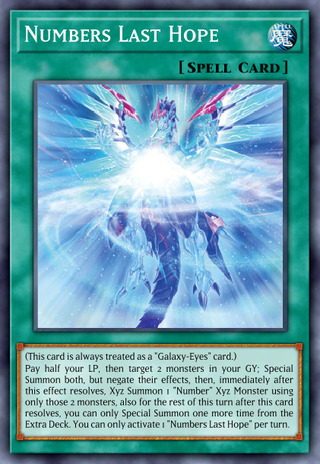 Numbers Last Hope
魔
[Spell Card]
(This card is always treated as a "Galaxy-Eyes" card.)
Pay half your LP, then target 2 monsters in your GY; Special
Summon both, but negate their effects, then, immediately after
this effect resolves, Xyz Summon 1 "Number" Xyz Monster using
only those 2 monsters, also for the rest of this turn after this card
resolves, you can only Special Summon one more time from the
Extra Deck. You can only activate 1 "Numbers Last Hope" per turn.